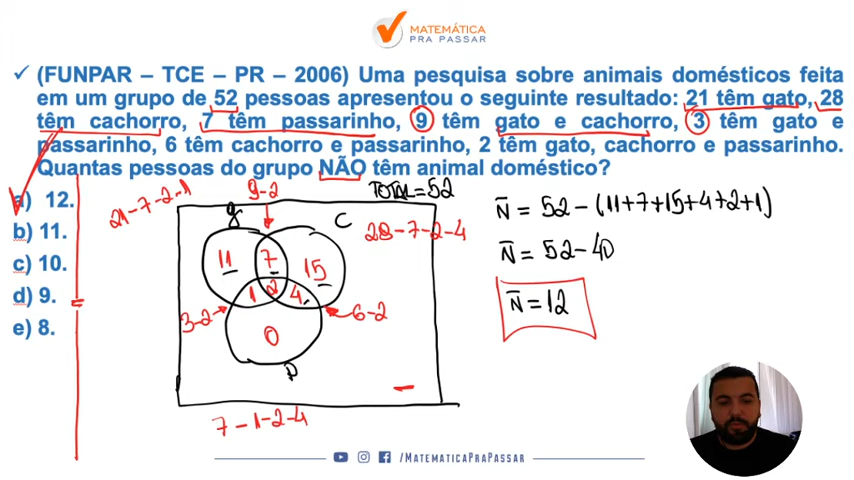 MATEMÁTICA
PRA PASSAR
✓ (FUNPAR – TCE – PR – 2006) Uma pesquisa sobre animais domésticos feita
em um grupo de 52 pessoas apresentou o seguinte resultado: 21 têm gato, 28
têm cachorro, 7 têm passarinho, 9 têm gato e cachorro, 3 têm gato e
passarinho, 6 têm cachorro e passarinho, 2 têm gato, cachorro e passarinho.
Quantas pessoas do grupo NÃO têm animal doméstico?
a) 12.
b) 11.
c) 10.
d) 9.
e) 8.
21-7-2-1
9-2
TOTAL=52
g
C
28-7-2-4
11
7
15
1
2
4
3-2
6-2
0
P
7-1-2-4
N̅ = 52-(11+7+15+4+2+1)
N̅ = 52-40
N̅ = 12
/MATEMATICAPRAPASSAR